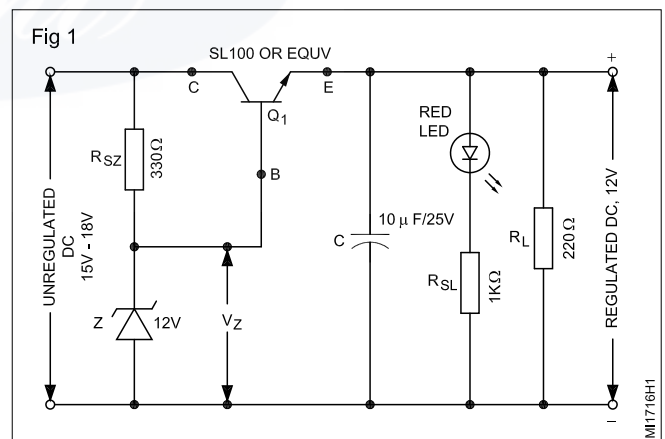 Fig 1
SL100 OR EQUV
C
E
Q1
B
RSZ
330Ω
UNREGULATED
DC
15V - 18V
Z
12V
VZ
C
10 μ F/25V
RED
LED
RSL
1KΩ
RL
220Ω
+
REGULATED DC, 12V
–
MI1716H1